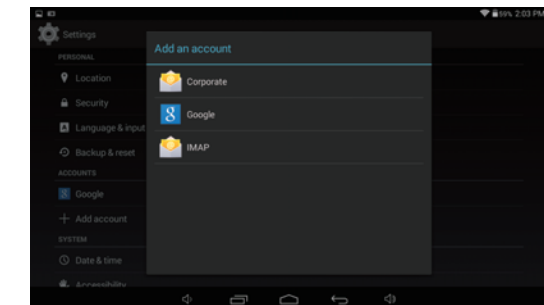 59% 2:03 PM
Settings
Add an account
PERSONAL
Location
Corporate
Security
Google
Language & input
IMAP
Backup & reset
ACCOUNTS
Google
Add account
SYSTEM
Date & time
Accessibility